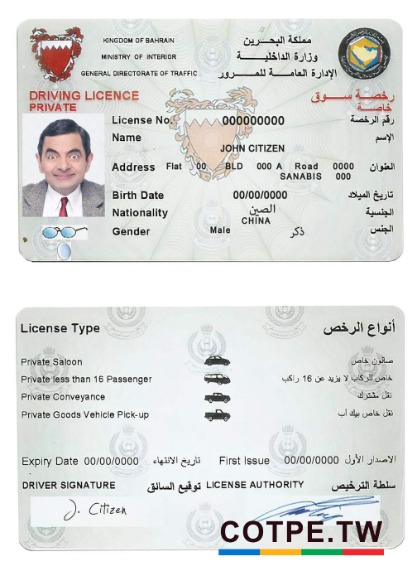 KINGDOM OF BAHRAIN مملكة البحرين
MINISTRY OF INTERIOR وزارة الداخلية
GENERAL DIRECTORATE OF TRAFFIC الإدارة العامة للمرور
DRIVING LICENCE رخصة سوق
PRIVATE خاصة
License No. 000000000 رقم الرخصة
Name الإسم
JOHN CITIZEN
Address Flat 00 BLD 000 A Road 0000 العنوان
SANABIS 000
Birth Date 00/00/0000 تاريخ الميلاد
Nationality الصين الجنسية
CHINA
Gender Male ذكر الجنس
License Type أنواع الرخص
Private Saloon صالون خاص
Private less than 16 Passenger خاص للركاب لا يزيد عن 16 راكب
Private Conveyance نقل مشترك
Private Goods Vehicle Pick-up نقل خاص بيك أب
Expiry Date 00/00/0000 تاريخ الانتهاء First Issue 00/00/0000 الاصدار الأول
DRIVER SIGNATURE توقيع السائق LICENSE AUTHORITY سلطة الترخيص
J. Citizen
COTPE.TW